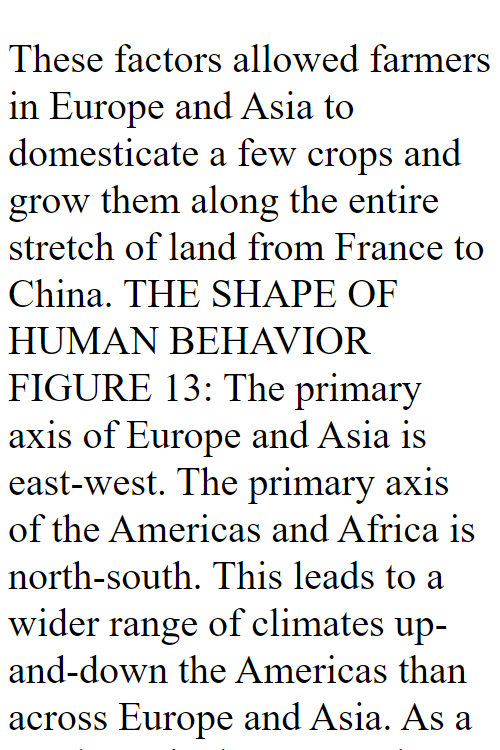 These factors allowed farmers
in Europe and Asia to
domesticate a few crops and
grow them along the entire
stretch of land from France to
China. THE SHAPE OF
HUMAN BEHAVIOR
FIGURE 13: The primary
axis of Europe and Asia is
east-west. The primary axis
of the Americas and Africa is
north-south. This leads to a
wider range of climates up-
and-down the Americas than
across Europe and Asia. As a